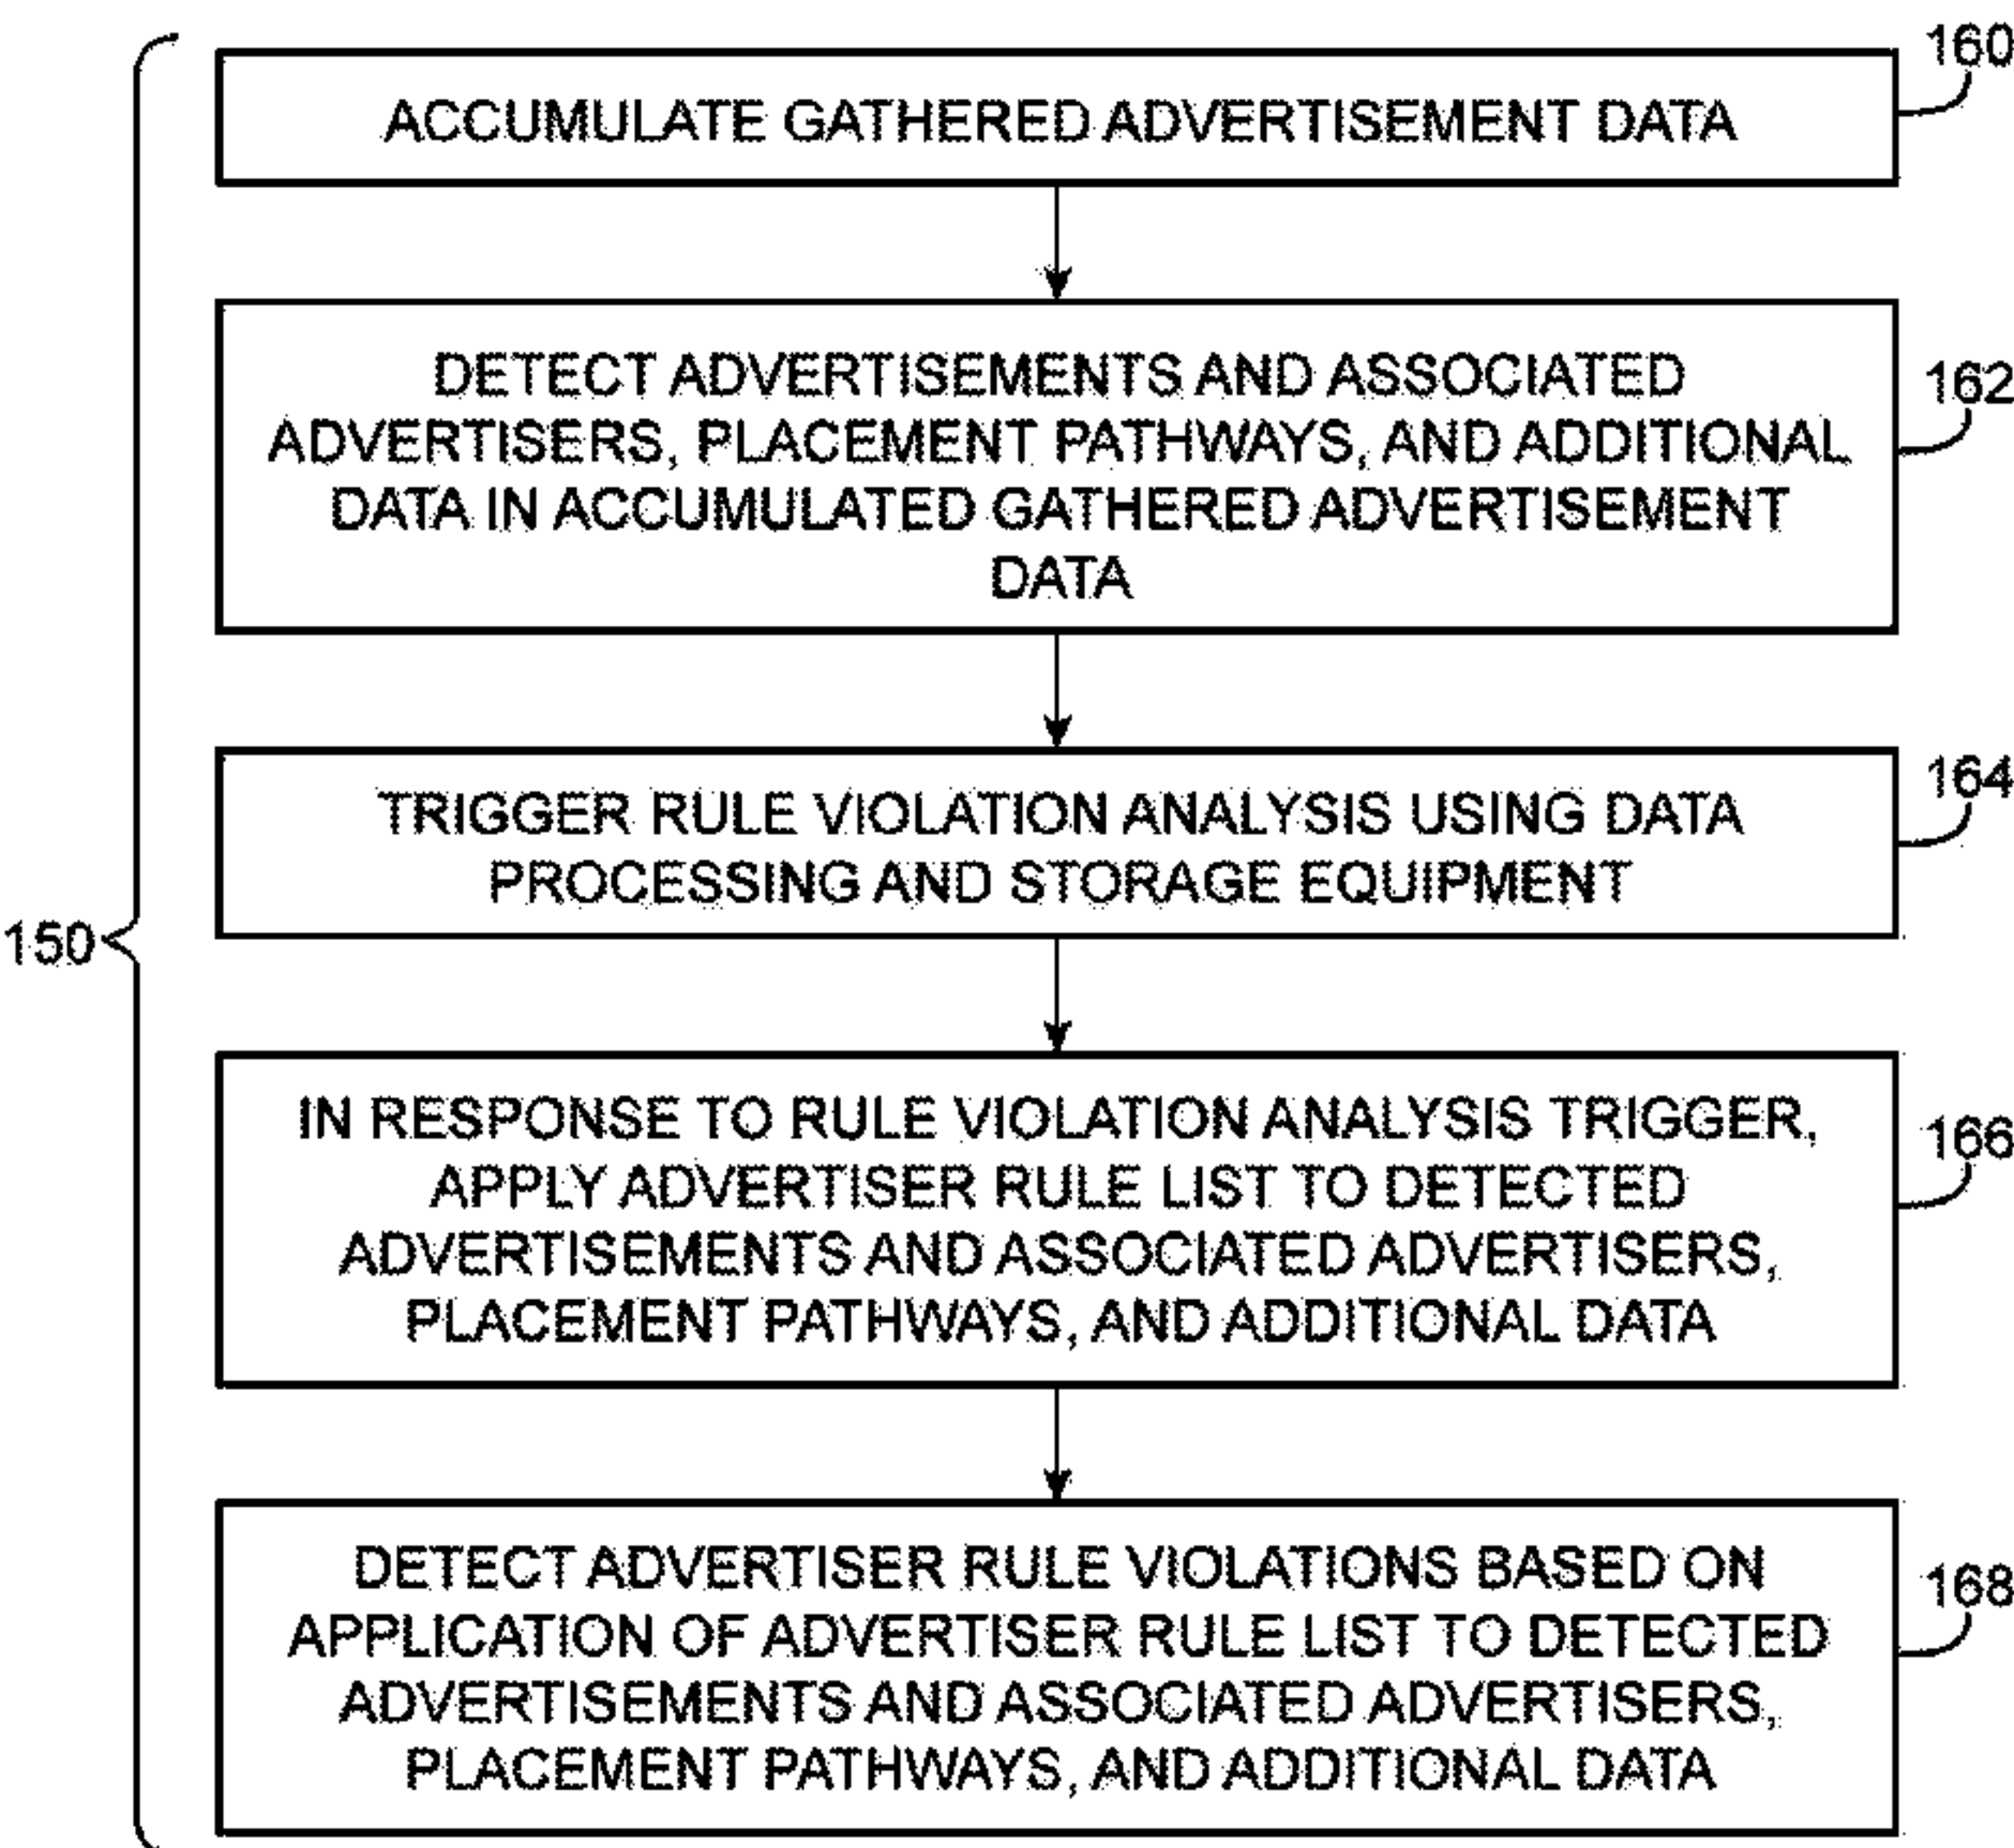 160
ACCUMULATE GATHERED ADVERTISEMENT DATA
162
DETECT ADVERTISEMENTS AND ASSOCIATED
ADVERTISERS, PLACEMENT PATHWAYS, AND ADDITIONAL
DATA IN ACCUMULATED GATHERED ADVERTISEMENT
DATA
164
TRIGGER RULE VIOLATION ANALYSIS USING DATA
PROCESSING AND STORAGE EQUIPMENT
150
166
IN RESPONSE TO RULE VIOLATION ANALYSIS TRIGGER,
APPLY ADVERTISER RULE LIST TO DETECTED
ADVERTISEMENTS AND ASSOCIATED ADVERTISERS,
PLACEMENT PATHWAYS, AND ADDITIONAL DATA
168
DETECT ADVERTISER RULE VIOLATIONS BASED ON
APPLICATION OF ADVERTISER RULE LIST TO DETECTED
ADVERTISEMENTS AND ASSOCIATED ADVERTISERS,
PLACEMENT PATHWAYS, AND ADDITIONAL DATA